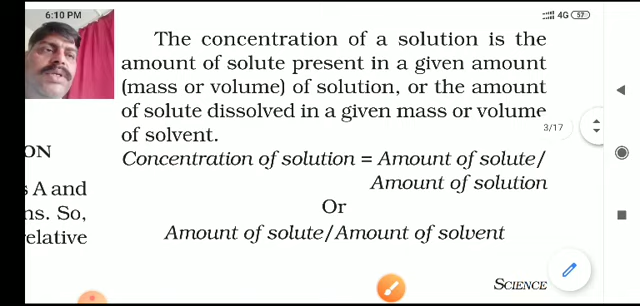 6:10 PM
4G 57
The concentration of a solution is the
amount of solute present in a given amount
(mass or volume) of solution, or the amount
of solute dissolved in a given mass or volume
of solvent.
3/17
Concentration of solution = Amount of solute/
Amount of solution
Or
Amount of solute/Amount of solvent
SCIENCE
ON
A and
ns. So,
elative